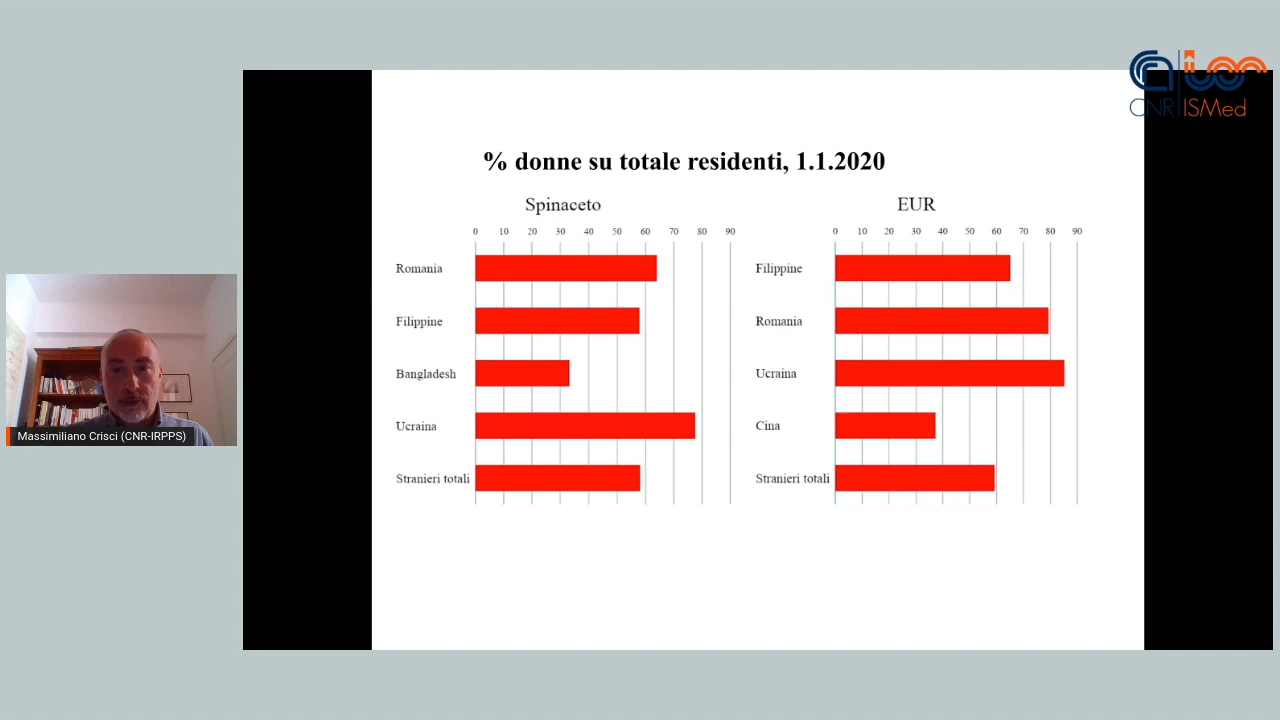 CNR ISMed
% donne su totale residenti, 1.1.2020
Spinaceto
0 10 20 30 40 50 60 70 80 90
Romania
Filippine
Bangladesh
Ucraina
Stranieri totali
EUR
0 10 20 30 40 50 60 70 80 90
Filippine
Romania
Ucraina
Cina
Stranieri totali
Massimiliano Crisci (CNR-IRPPS)